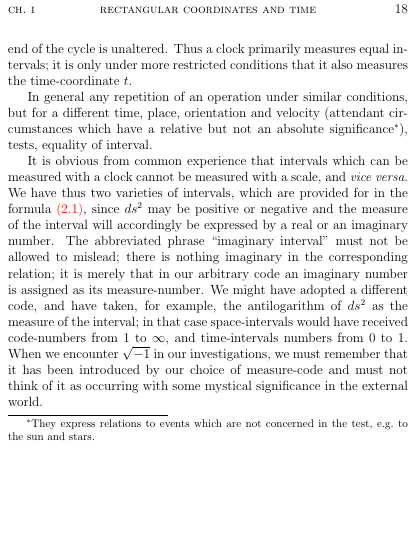 CH. I RECTANGULAR COORDINATES AND TIME 18
end of the cycle is unaltered. Thus a clock primarily measures equal in-
tervals; it is only under more restricted conditions that it also measures
the time-coordinate t.
In general any repetition of an operation under similar conditions,
but for a different time, place, orientation and velocity (attendant cir-
cumstances which have a relative but not an absolute significance*),
tests, equality of interval.
It is obvious from common experience that intervals which can be
measured with a clock cannot be measured with a scale, and vice versa.
We have thus two varieties of intervals, which are provided for in the
formula (2.1), since ds² may be positive or negative and the measure
of the interval will accordingly be expressed by a real or an imaginary
number. The abbreviated phrase “imaginary interval” must not be
allowed to mislead; there is nothing imaginary in the corresponding
relation; it is merely that in our arbitrary code an imaginary number
is assigned as its measure-number. We might have adopted a different
code, and have taken, for example, the antilogarithm of ds² as the
measure of the interval; in that case space-intervals would have received
code-numbers from 1 to ∞, and time-intervals numbers from 0 to 1.
When we encounter √−1 in our investigations, we must remember that
it has been introduced by our choice of measure-code and must not
think of it as occurring with some mystical significance in the external
world.
*They express relations to events which are not concerned in the test, e.g. to
the sun and stars.